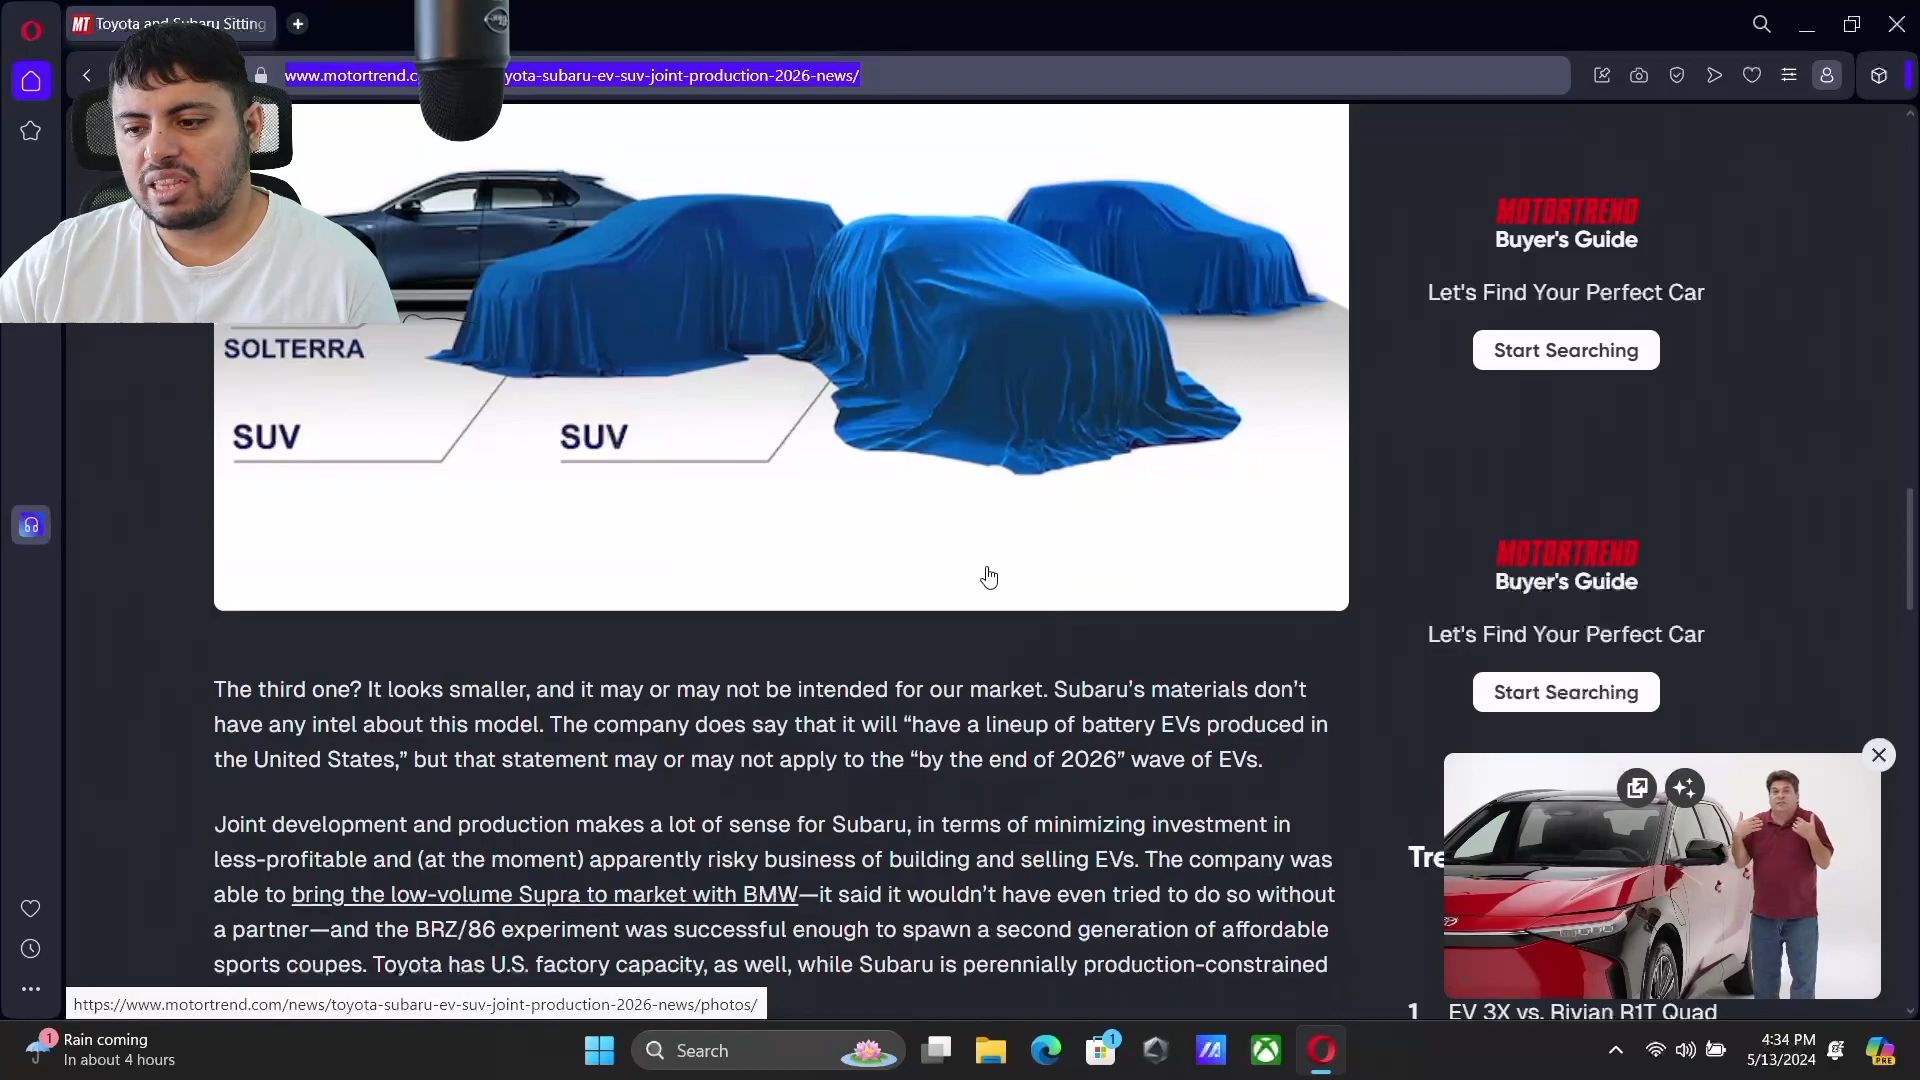 MT Toyota and Subaru Sitting
www.motortrend.c
yota-subaru-ev-suv-joint-production-2026-news/
SOLTERRA
SUV
SUV
MOTORTREND
Buyer's Guide
Let's Find Your Perfect Car
Start Searching
MOTORTREND
Buyer's Guide
Let's Find Your Perfect Car
Start Searching
The third one? It looks smaller, and it may or may not be intended for our market. Subaru’s materials don’t
have any intel about this model. The company does say that it will “have a lineup of battery EVs produced in
the United States,” but that statement may or may not apply to the “by the end of 2026” wave of EVs.
Joint development and production makes a lot of sense for Subaru, in terms of minimizing investment in
less-profitable and (at the moment) apparently risky business of building and selling EVs. The company was
able to bring the low-volume Supra to market with BMW—it said it wouldn’t have even tried to do so without
a partner—and the BRZ/86 experiment was successful enough to spawn a second generation of affordable
sports coupes. Toyota has U.S. factory capacity, as well, while Subaru is perennially production-constrained
Tre
1 EV 3X vs. Rivian R1T Quad
https://www.motortrend.com/news/toyota-subaru-ev-suv-joint-production-2026-news/photos/
1
Rain coming
In about 4 hours
Search
1
4:34 PM
5/13/2024
PRE